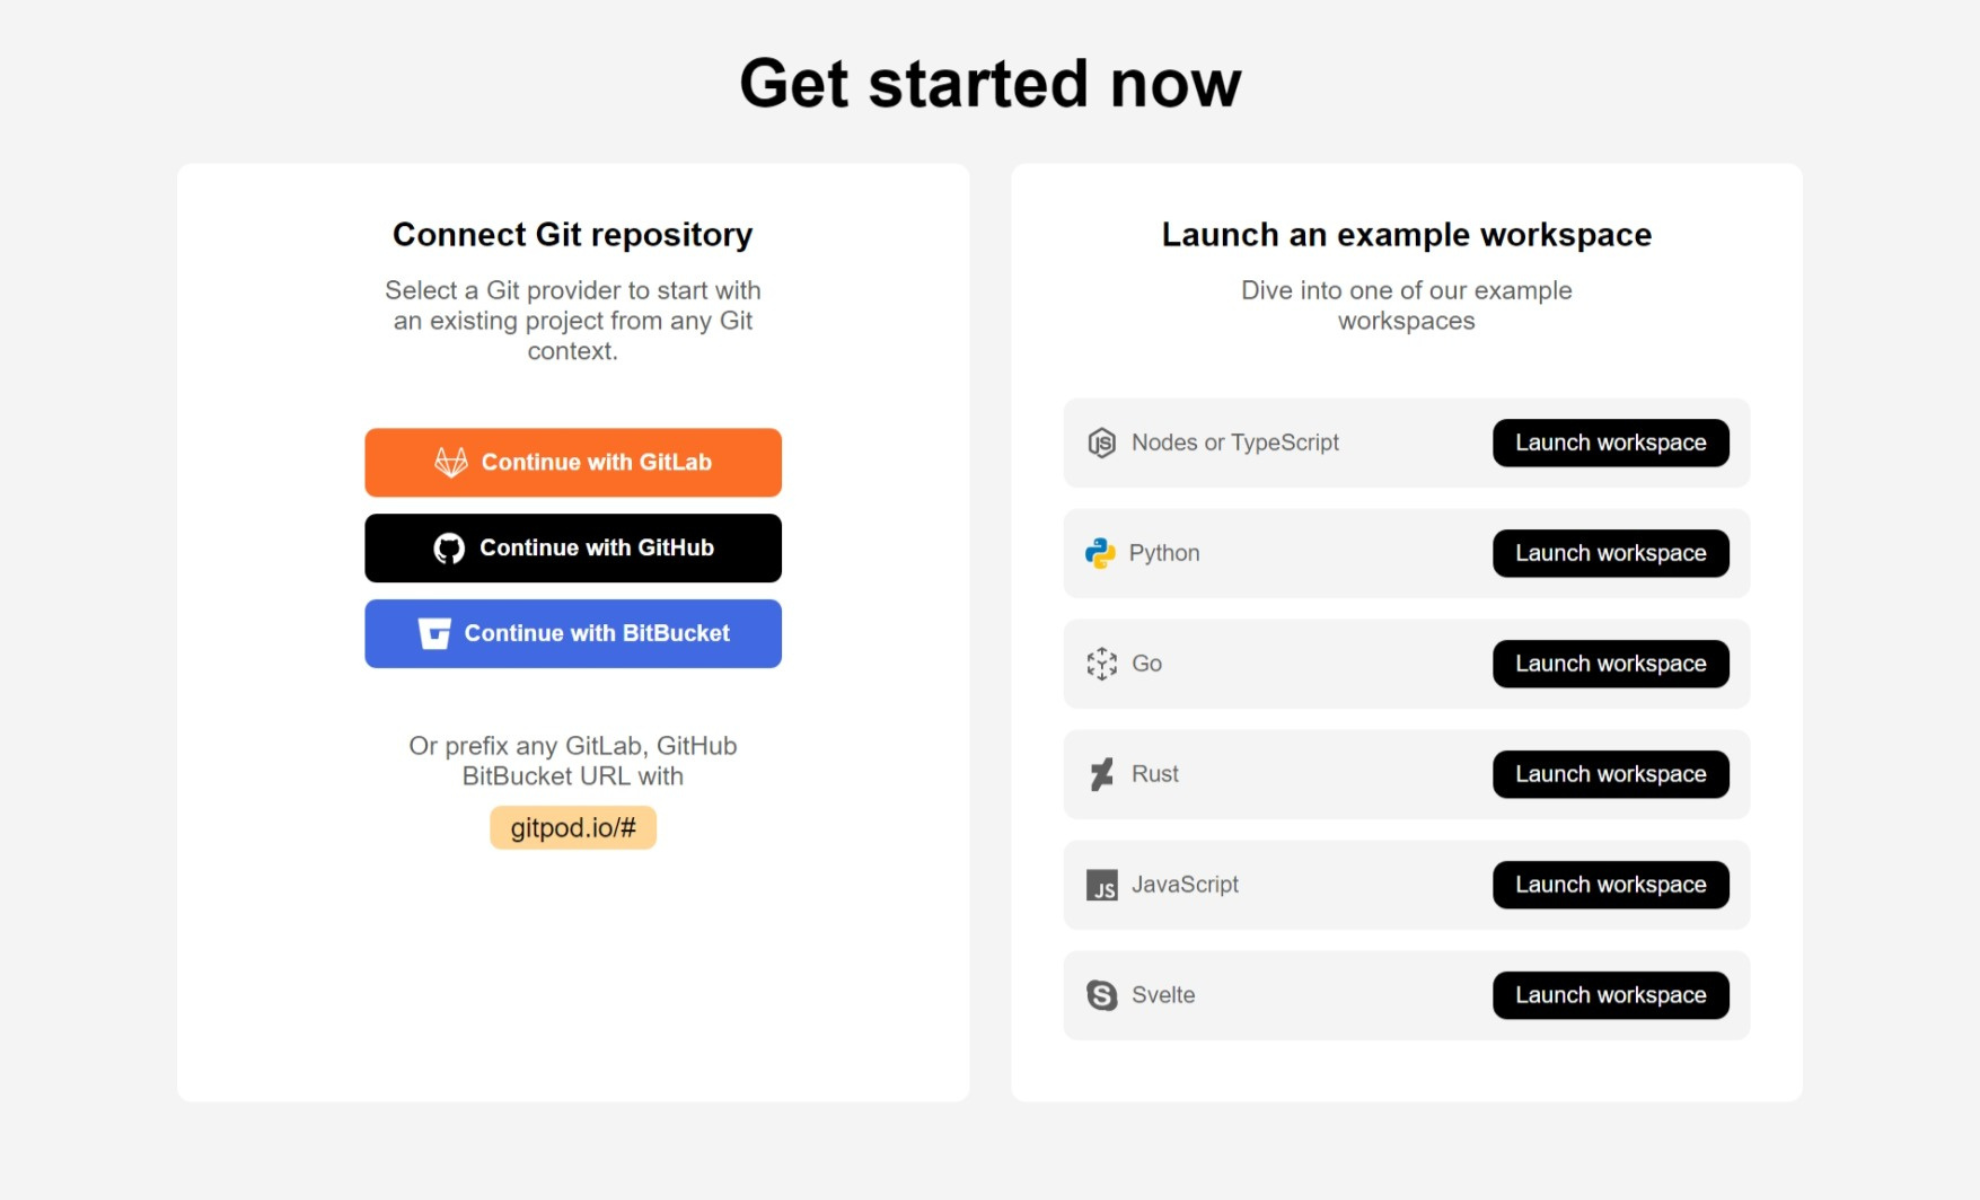 Get started now
Connect Git repository
Select a Git provider to start with
an existing project from any Git
context.
Continue with GitLab
Continue with GitHub
Continue with BitBucket
Or prefix any GitLab, GitHub
BitBucket URL with
gitpod.io/#
Launch an example workspace
Dive into one of our example
workspaces
JS Nodes or TypeScript Launch workspace
Python Launch workspace
Go Launch workspace
Rust Launch workspace
JS JavaScript Launch workspace
S Svelte Launch workspace